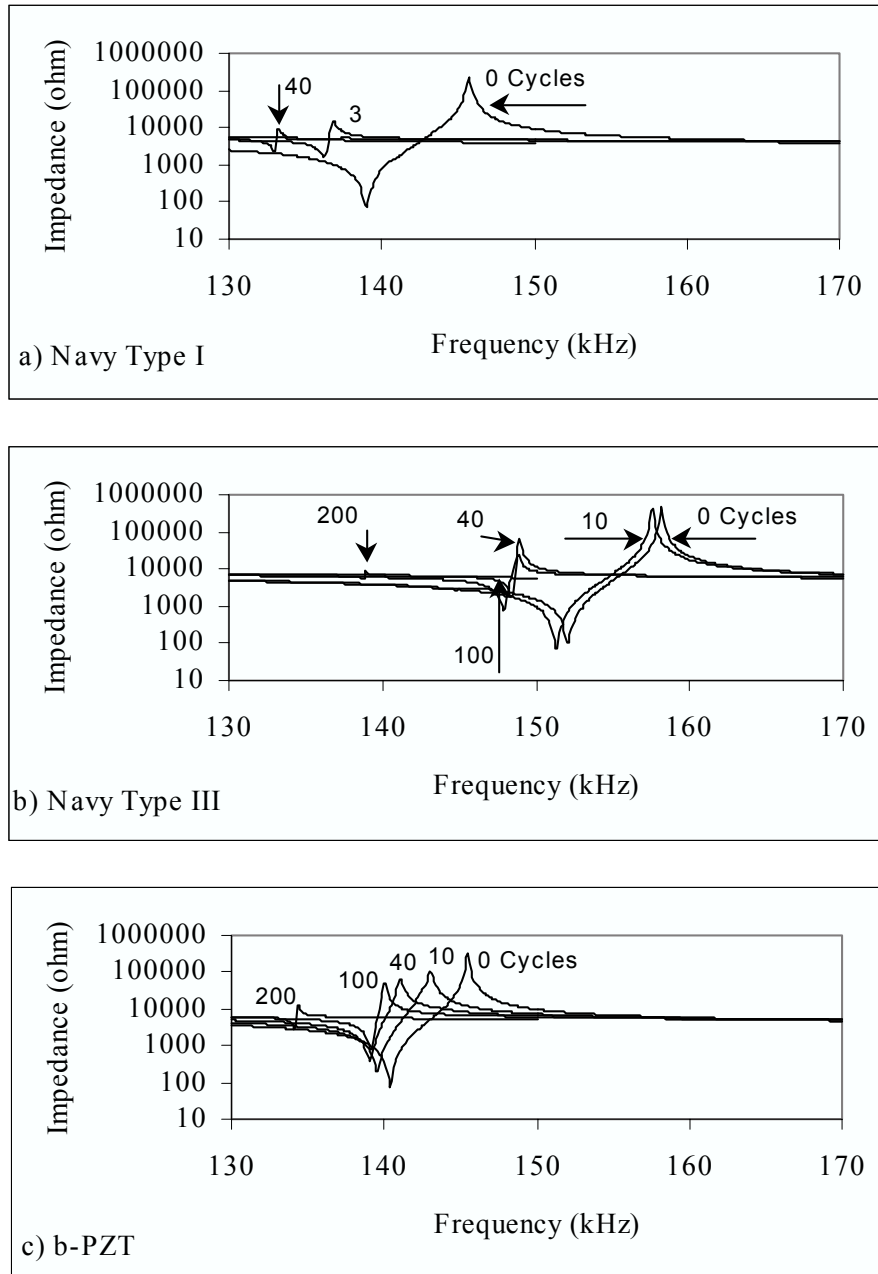 Impedance (ohm)
1000000
100000
10000
1000
100
10
40
3
0 Cycles
130 140 150 160 170
Frequency (kHz)
a) Navy Type I
Impedance (ohm)
1000000
100000
10000
1000
100
10
200
40
10
0 Cycles
100
130 140 150 160 170
Frequency (kHz)
b) Navy Type III
Impedance (ohm)
1000000
100000
10000
1000
100
10
200
100
40
10
0 Cycles
130 140 150 160 170
Frequency (kHz)
c) b-PZT